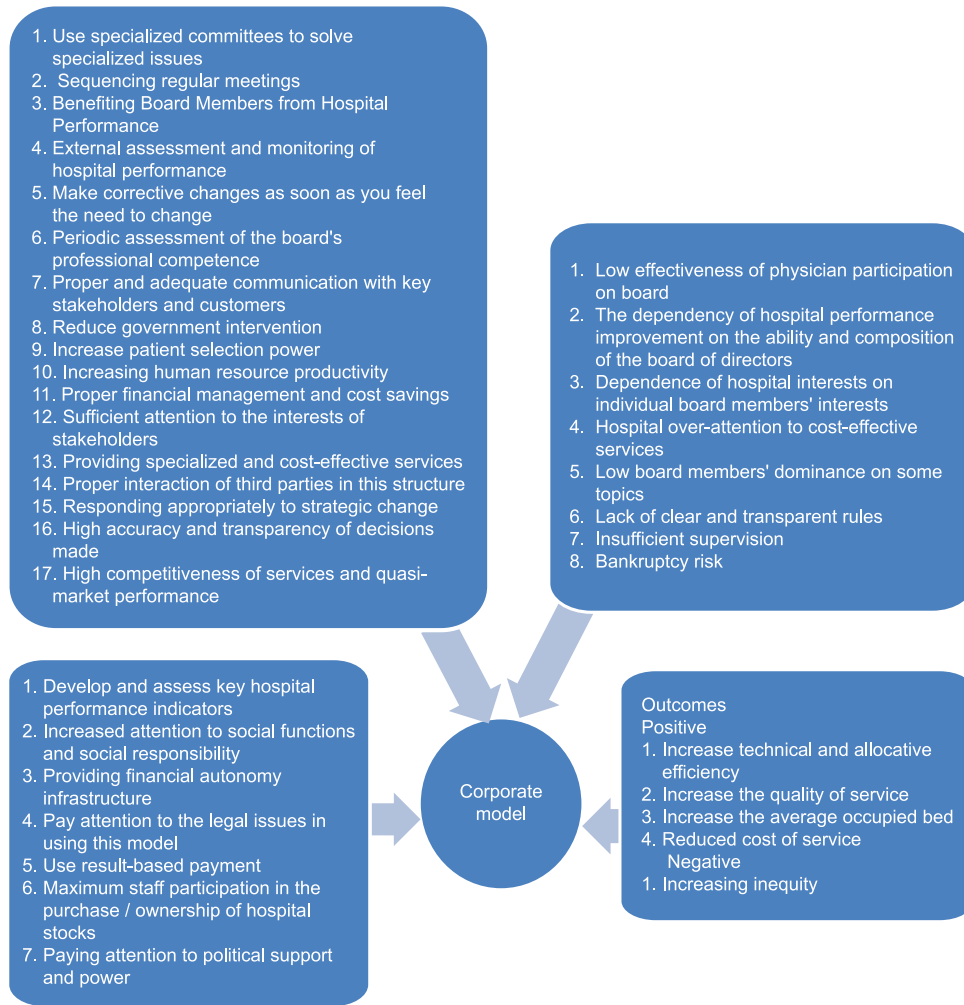 1. Use specialized committees to solve
specialized issues
2. Sequencing regular meetings
3. Benefiting Board Members from Hospital
Performance
4. External assessment and monitoring of
hospital performance
5. Make corrective changes as soon as you feel
the need to change
6. Periodic assessment of the board's
professional competence
7. Proper and adequate communication with key
stakeholders and customers
8. Reduce government intervention
9. Increase patient selection power
10. Increasing human resource productivity
11. Proper financial management and cost savings
12. Sufficient attention to the interests of
stakeholders
13. Providing specialized and cost-effective services
14. Proper interaction of third parties in this structure
15. Responding appropriately to strategic change
16. High accuracy and transparency of decisions
made
17. High competitiveness of services and quasi-
market performance
1. Low effectiveness of physician participation
on board
2. The dependency of hospital performance
improvement on the ability and composition
of the board of directors
3. Dependence of hospital interests on
individual board members' interests
4. Hospital over-attention to cost-effective
services
5. Low board members' dominance on some
topics
6. Lack of clear and transparent rules
7. Insufficient supervision
8. Bankruptcy risk
1. Develop and assess key hospital
performance indicators
2. Increased attention to social functions
and social responsibility
3. Providing financial autonomy
infrastructure
4. Pay attention to the legal issues in
using this model
5. Use result-based payment
6. Maximum staff participation in the
purchase / ownership of hospital
stocks
7. Paying attention to political support
and power
Corporate
model
Outcomes
Positive
1. Increase technical and allocative
efficiency
2. Increase the quality of service
3. Increase the average occupied bed
4. Reduced cost of service
Negative
1. Increasing inequity